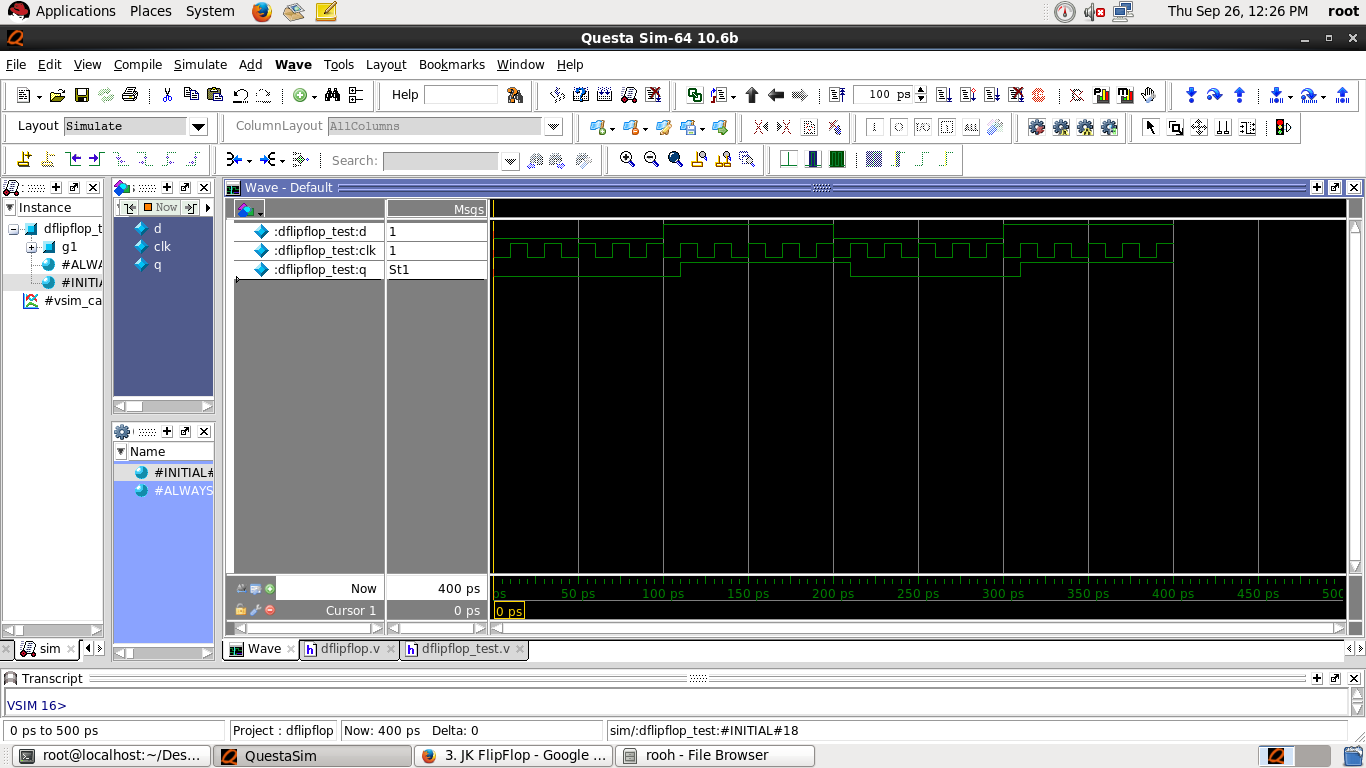 Applications Places System Thu Sep 26, 12:26 PM root
Questa Sim-64 10.6b
File Edit View Compile Simulate Add Wave Tools Layout Bookmarks Window Help
Help 100 ps
Layout Simulate ColumnLayout AllColumns
Search:
Wave - Default
Instance
Now
Msgs
dflipflop_t
g1
#ALWA
#INITI
#vsim_ca
d
clk
q
:dflipflop_test:d 1
:dflipflop_test:clk 1
:dflipflop_test:q St1
Name
#INITIAL#
#ALWAYS
Now 400 ps
ps 50 ps 100 ps 150 ps 200 ps 250 ps 300 ps 350 ps 400 ps 450 ps 500
Cursor 1 0 ps 0 ps
sim
Wave dflipflop.v dflipflop_test.v
Transcript
VSIM 16>
0 ps to 500 ps Project : dflipflop Now: 400 ps Delta: 0 sim/:dflipflop_test:#INITIAL#18
root@localhost:~/Des... QuestaSim 3. JK FlipFlop - Google ... rooh - File Browser